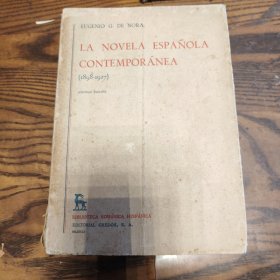 EUGENIO G. DE NORA
LA NOVELA ESPAÑOLA
CONTEMPORÁNEA
(1898-1927)
BIBLIOTECA ROMÁNICA HISPÁNICA
EDITORIAL GREDOS, S. A.
MADRID